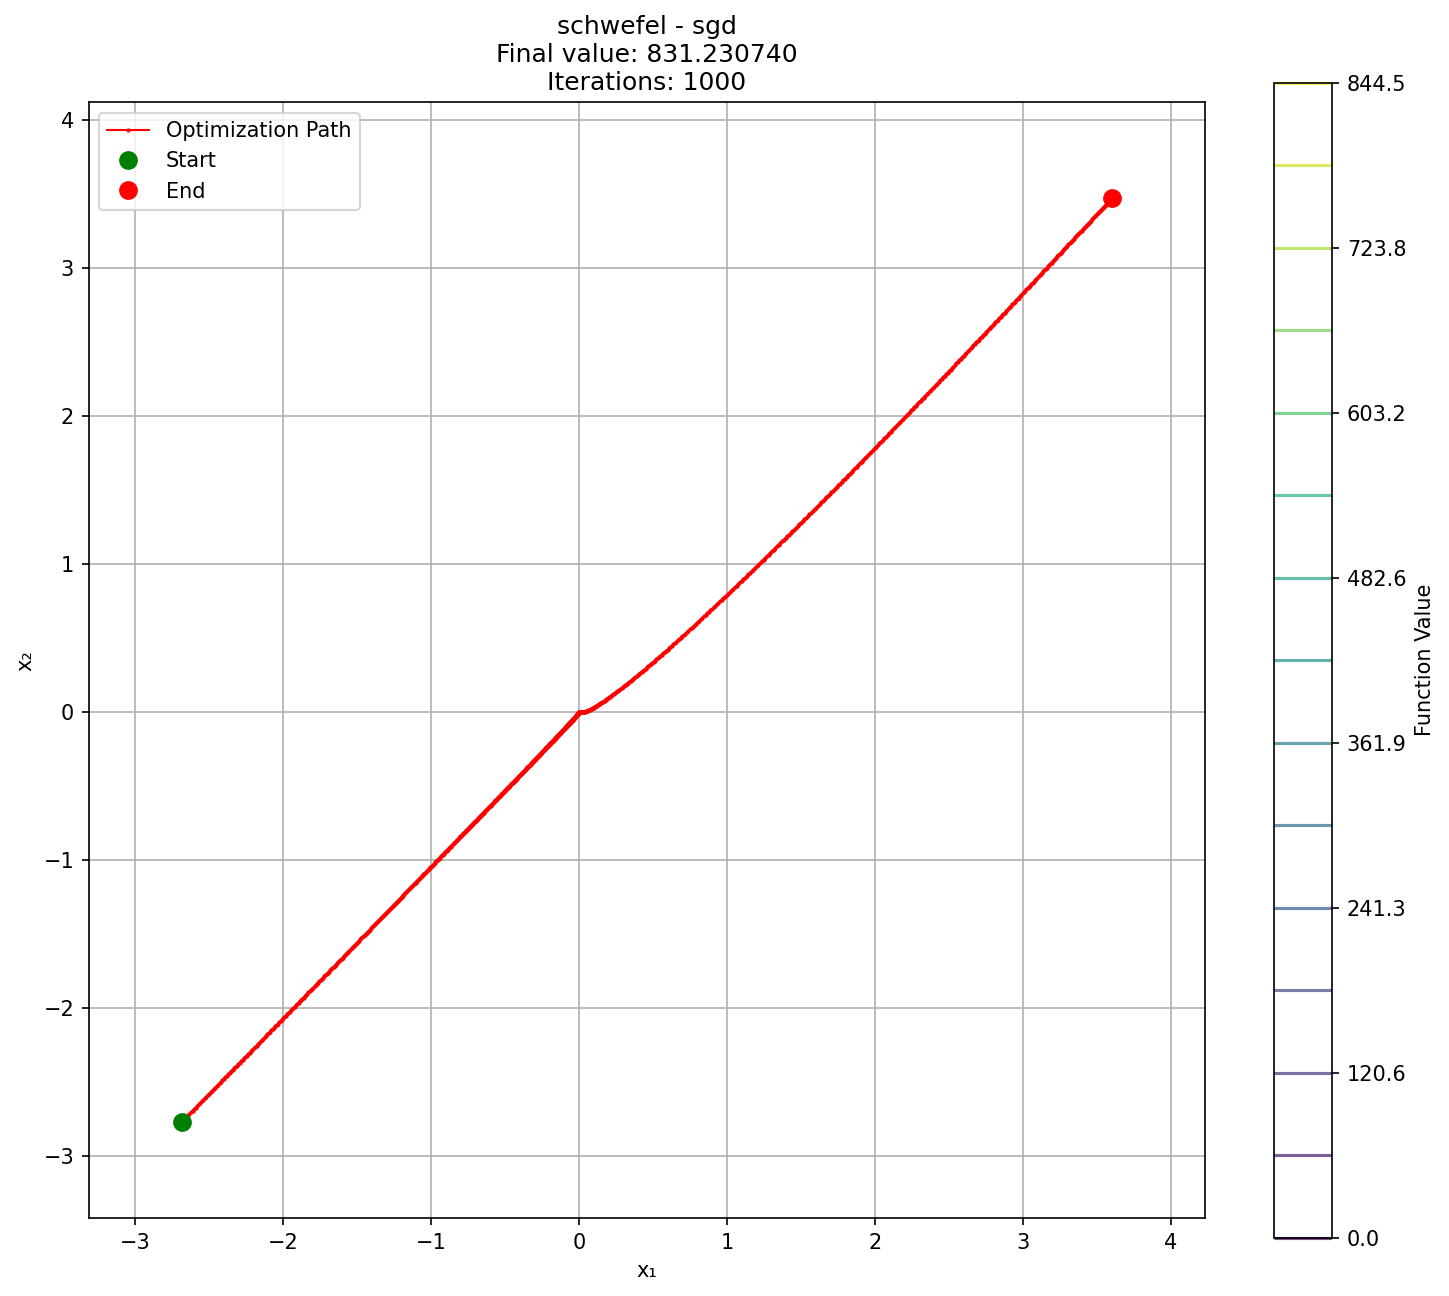 schwefel - sgd
Final value: 831.230740
Iterations: 1000
Optimization Path
Start
End
4
3
2
1
0
−1
−2
−3
x₂
−3
−2
−1
0
1
2
3
4
x₁
844.5
723.8
603.2
482.6
361.9
241.3
120.6
0.0
Function Value